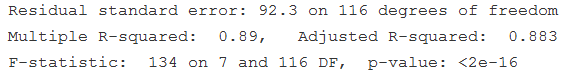 Residual standard error: 92.3 on 116 degrees of freedom
Multiple R-squared:  0.89,   Adjusted R-squared:  0.883
F-statistic:  134 on 7 and 116 DF,  p-value: <2e-16